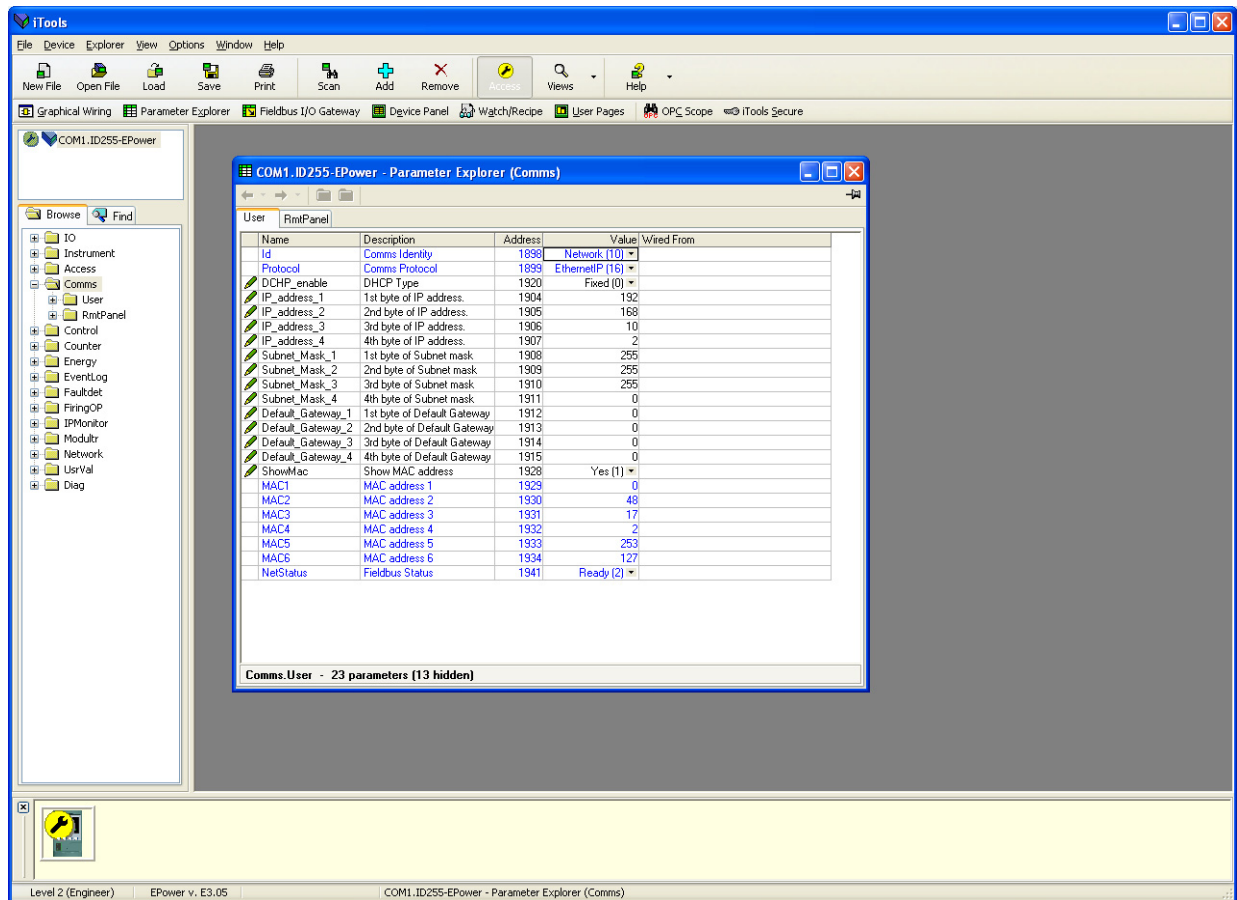 iTools
File Device Explorer View Options Window Help
New File Open File Load Save Print Scan Add Remove Access Views Help
Graphical Wiring Parameter Explorer Fieldbus I/O Gateway Device Panel Watch/Recipe User Pages OPC Scope iTools Secure
COM1.ID255-EPower
Browse Find
IO
Instrument
Access
Comms
User
RmtPanel
Control
Counter
Energy
EventLog
Faultdet
FiringOP
IPMonitor
Modultr
Network
UsrVal
Diag
COM1.ID255-EPower - Parameter Explorer (Comms)
User RmtPanel
Name Description Address Value Wired From
Id Comms Identity 1898 Network (10)
Protocol Comms Protocol 1899 EthernetIP (16)
DCHP_enable DHCP Type 1920 Fixed (0)
IP_address_1 1st byte of IP address. 1904 192
IP_address_2 2nd byte of IP address. 1905 168
IP_address_3 3rd byte of IP address. 1906 10
IP_address_4 4th byte of IP address. 1907 2
Subnet_Mask_1 1st byte of Subnet mask 1908 255
Subnet_Mask_2 2nd byte of Subnet mask 1909 255
Subnet_Mask_3 3rd byte of Subnet mask 1910 255
Subnet_Mask_4 4th byte of Subnet mask 1911 0
Default_Gateway_1 1st byte of Default Gateway 1912 0
Default_Gateway_2 2nd byte of Default Gateway 1913 0
Default_Gateway_3 3rd byte of Default Gateway 1914 0
Default_Gateway_4 4th byte of Default Gateway 1915 0
ShowMac Show MAC address 1928 Yes (1)
MAC1 MAC address 1 1929 0
MAC2 MAC address 2 1930 48
MAC3 MAC address 3 1931 17
MAC4 MAC address 4 1932 2
MAC5 MAC address 5 1933 253
MAC6 MAC address 6 1934 127
NetStatus Fieldbus Status 1941 Ready (2)
Comms.User - 23 parameters (13 hidden)
Level 2 (Engineer) EPower v. E3.05 COM1.ID255-EPower - Parameter Explorer (Comms)